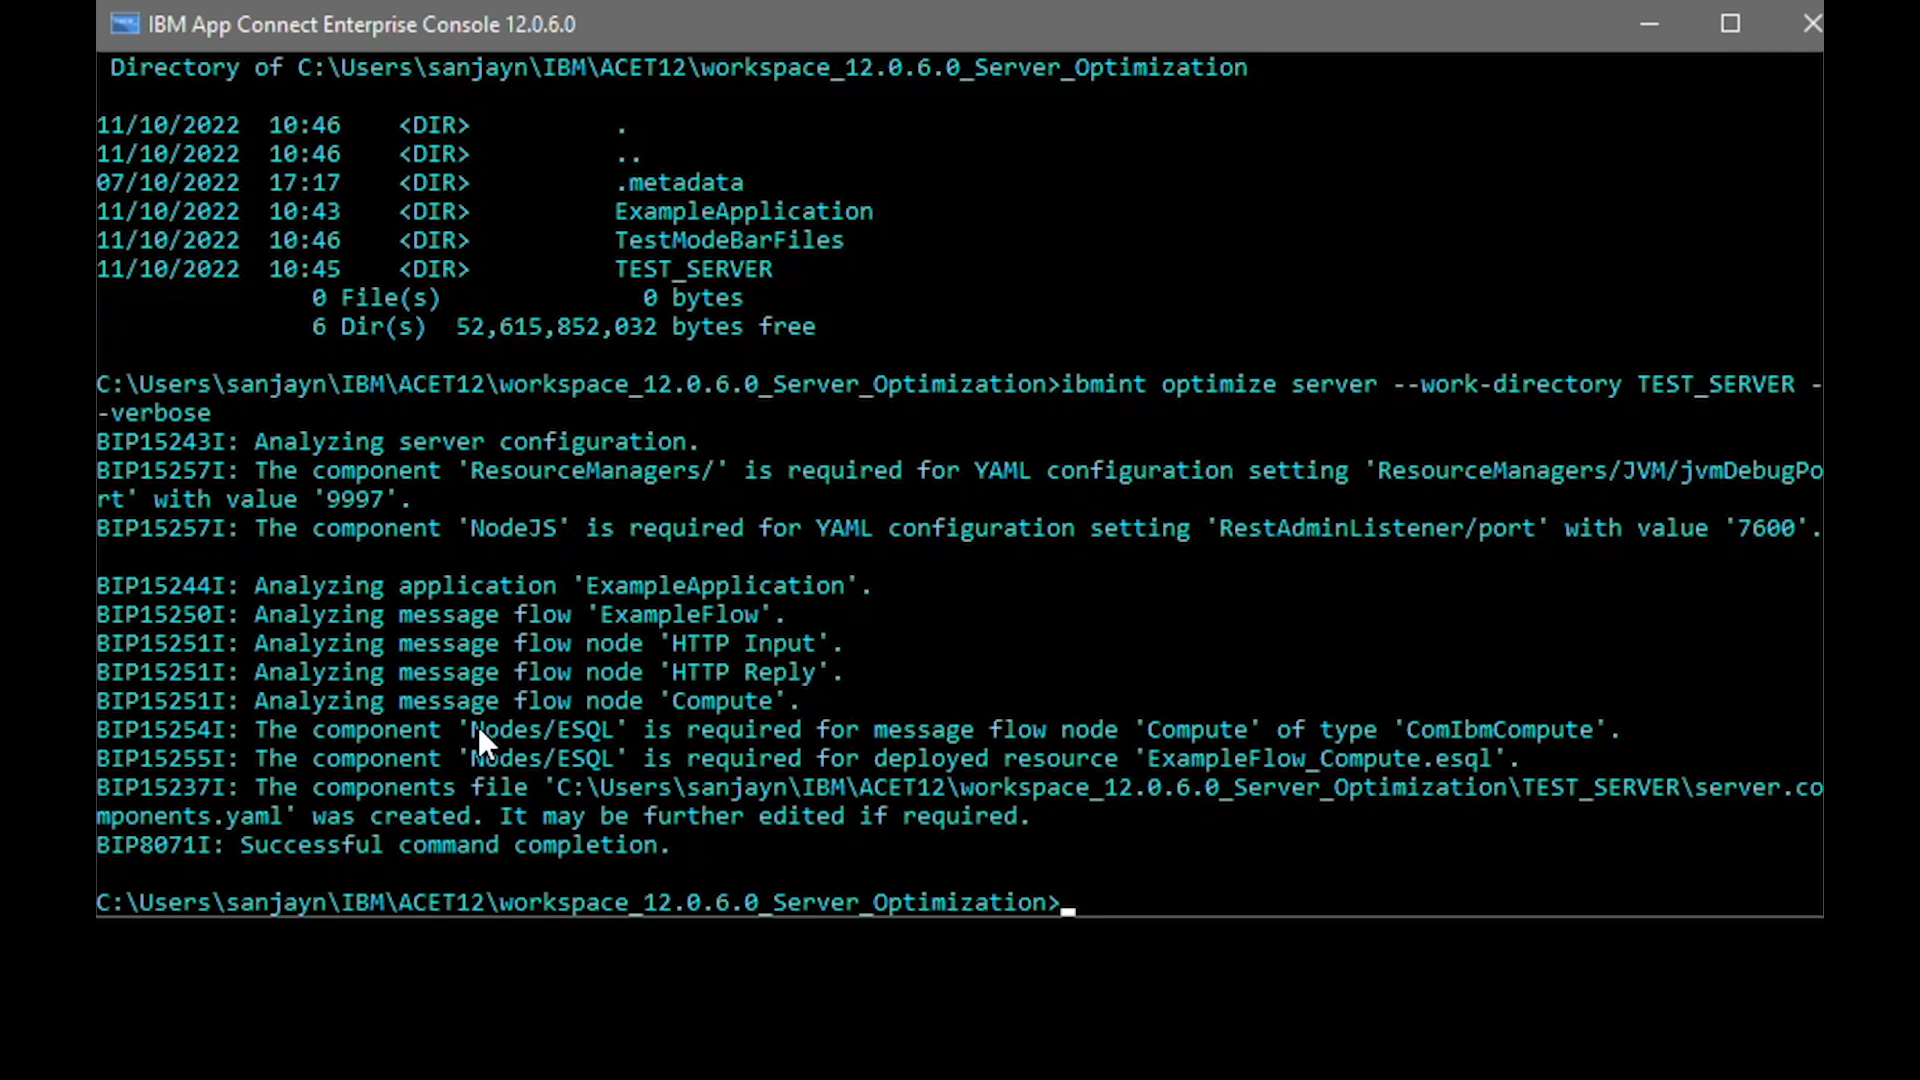 IBM App Connect Enterprise Console 12.0.6.0
Directory of C:\Users\sanjayn\IBM\ACET12\workspace_12.0.6.0_Server_Optimization
11/10/2022  10:46    <DIR>          .
11/10/2022  10:46    <DIR>          ..
07/10/2022  17:17    <DIR>          .metadata
11/10/2022  10:43    <DIR>          ExampleApplication
11/10/2022  10:46    <DIR>          TestModeBarFiles
11/10/2022  10:45    <DIR>          TEST_SERVER
0 File(s)              0 bytes
6 Dir(s)  52,615,852,032 bytes free
C:\Users\sanjayn\IBM\ACET12\workspace_12.0.6.0_Server_Optimization>ibmint optimize server --work-directory TEST_SERVER -
-verbose
BIP15243I: Analyzing server configuration.
BIP15257I: The component 'ResourceManagers/' is required for YAML configuration setting 'ResourceManagers/JVM/jvmDebugPo
rt' with value '9997'.
BIP15257I: The component 'NodeJS' is required for YAML configuration setting 'RestAdminListener/port' with value '7600'.
BIP15244I: Analyzing application 'ExampleApplication'.
BIP15250I: Analyzing message flow 'ExampleFlow'.
BIP15251I: Analyzing message flow node 'HTTP Input'.
BIP15251I: Analyzing message flow node 'HTTP Reply'.
BIP15251I: Analyzing message flow node 'Compute'.
BIP15254I: The component 'Nodes/ESQL' is required for message flow node 'Compute' of type 'ComIbmCompute'.
BIP15255I: The component 'Nodes/ESQL' is required for deployed resource 'ExampleFlow_Compute.esql'.
BIP15237I: The components file 'C:\Users\sanjayn\IBM\ACET12\workspace_12.0.6.0_Server_Optimization\TEST_SERVER\server.co
mponents.yaml' was created. It may be further edited if required.
BIP8071I: Successful command completion.
C:\Users\sanjayn\IBM\ACET12\workspace_12.0.6.0_Server_Optimization>